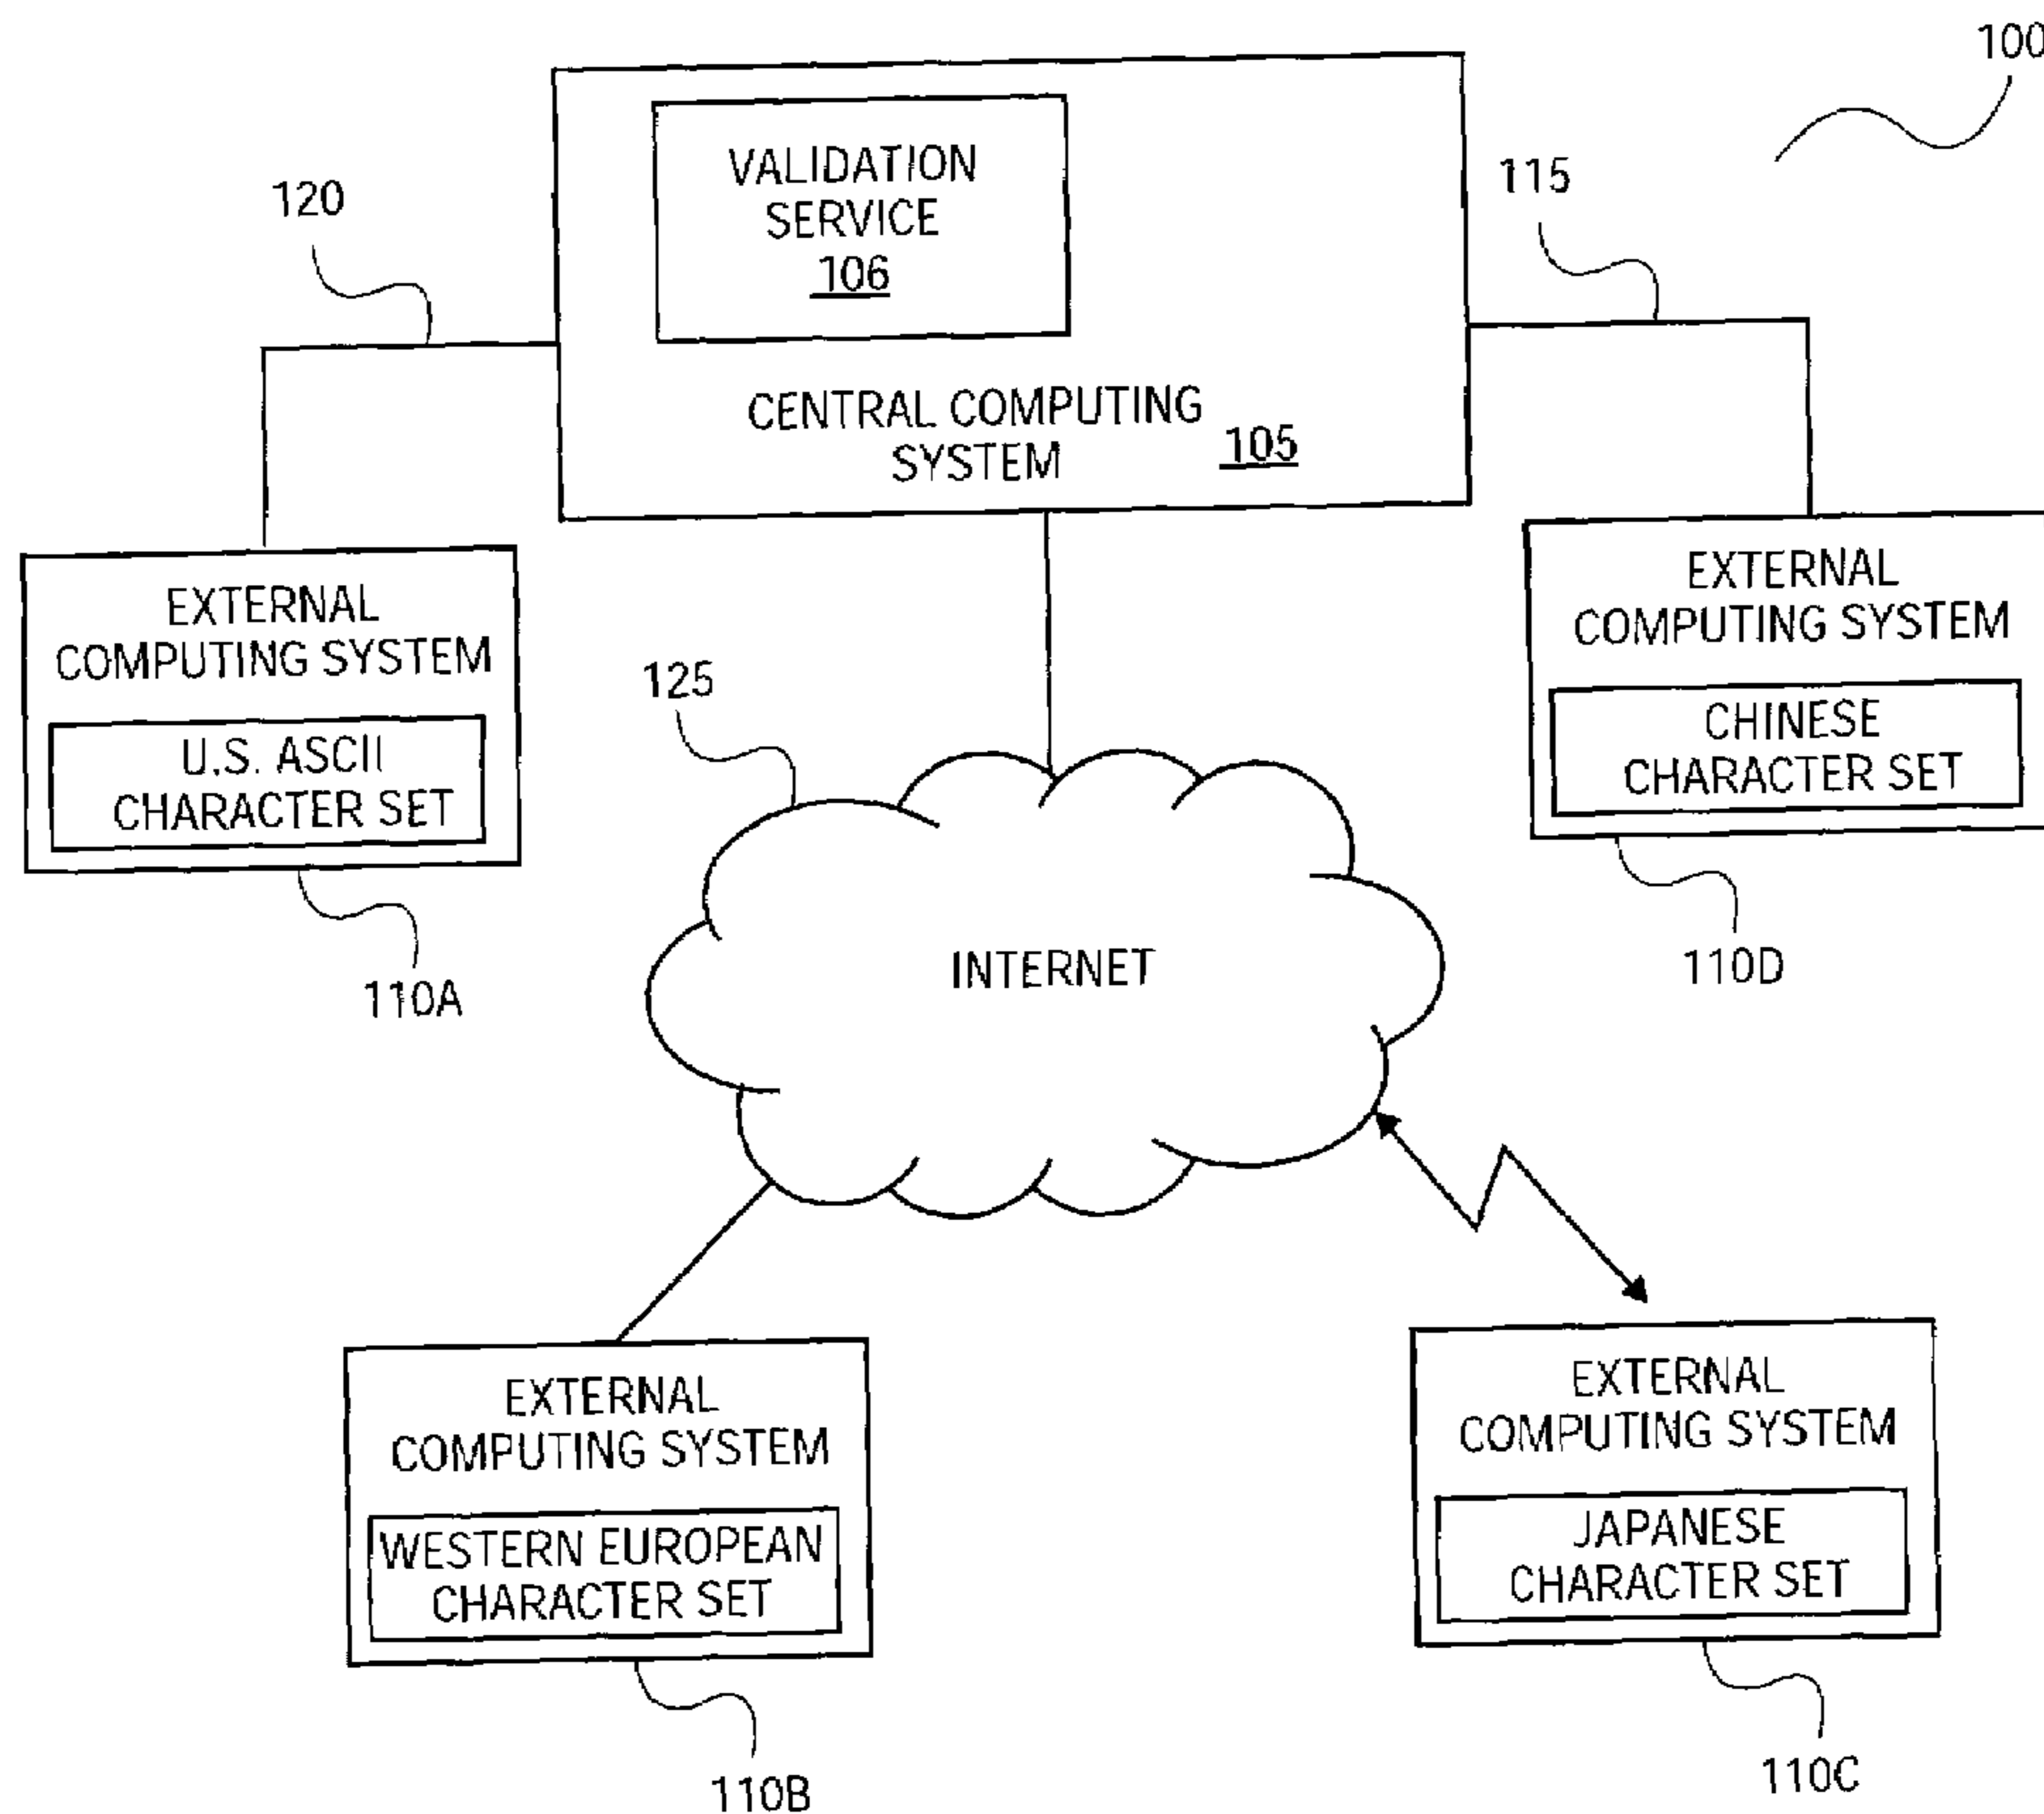 100
VALIDATION
SERVICE
106
120
115
CENTRAL COMPUTING
SYSTEM 105
EXTERNAL
COMPUTING SYSTEM
U.S. ASCII
CHARACTER SET
110A
EXTERNAL
COMPUTING SYSTEM
CHINESE
CHARACTER SET
110D
125
INTERNET
EXTERNAL
COMPUTING SYSTEM
WESTERN EUROPEAN
CHARACTER SET
110B
EXTERNAL
COMPUTING SYSTEM
JAPANESE
CHARACTER SET
110C